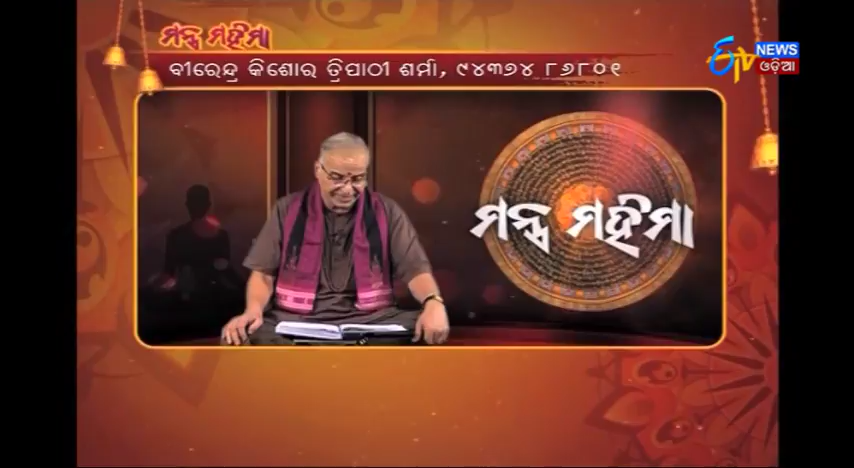 ମନ୍ତ୍ର ମହିମା
ବୀରେନ୍ଦ୍ର କିଶୋର ତ୍ରିପାଠୀ ଶର୍ମା, ୯୪୩୭୪ ୮୬୮୦୧
ETV NEWS
ଓଡ଼ିଆ
ମନ୍ତ୍ର ମହିମା